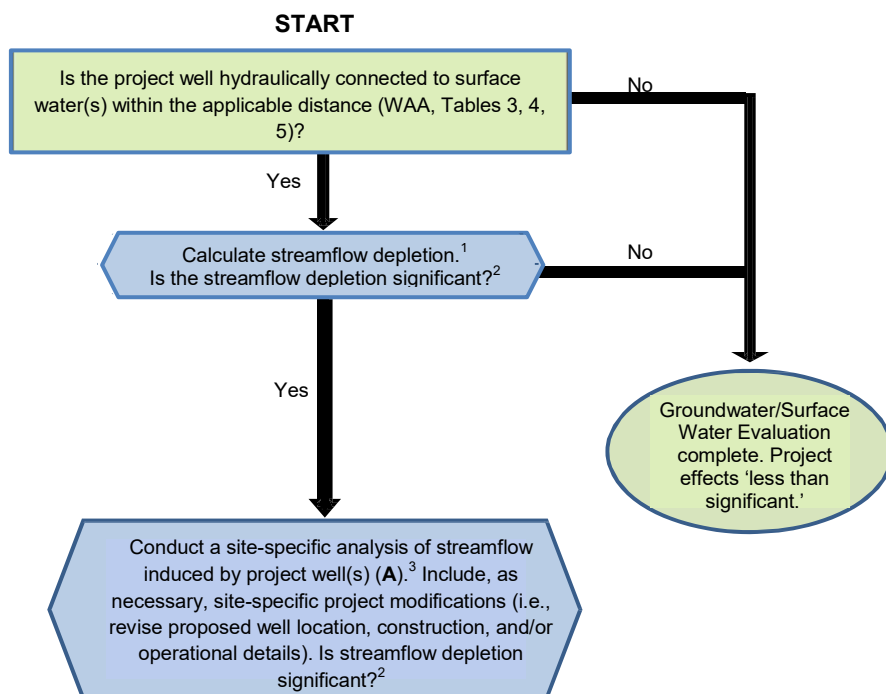 START
Is the project well hydraulically connected to surface
water(s) within the applicable distance (WAA, Tables 3, 4,
5)?
No
Yes
Calculate streamflow depletion.¹
Is the streamflow depletion significant?²
No
Yes
Groundwater/Surface
Water Evaluation
complete. Project
effects ‘less than
significant.’
Conduct a site-specific analysis of streamflow
induced by project well(s) (A).³ Include, as
necessary, site-specific project modifications (i.e.,
revise proposed well location, construction, and/or
operational details). Is streamflow depletion
significant?²